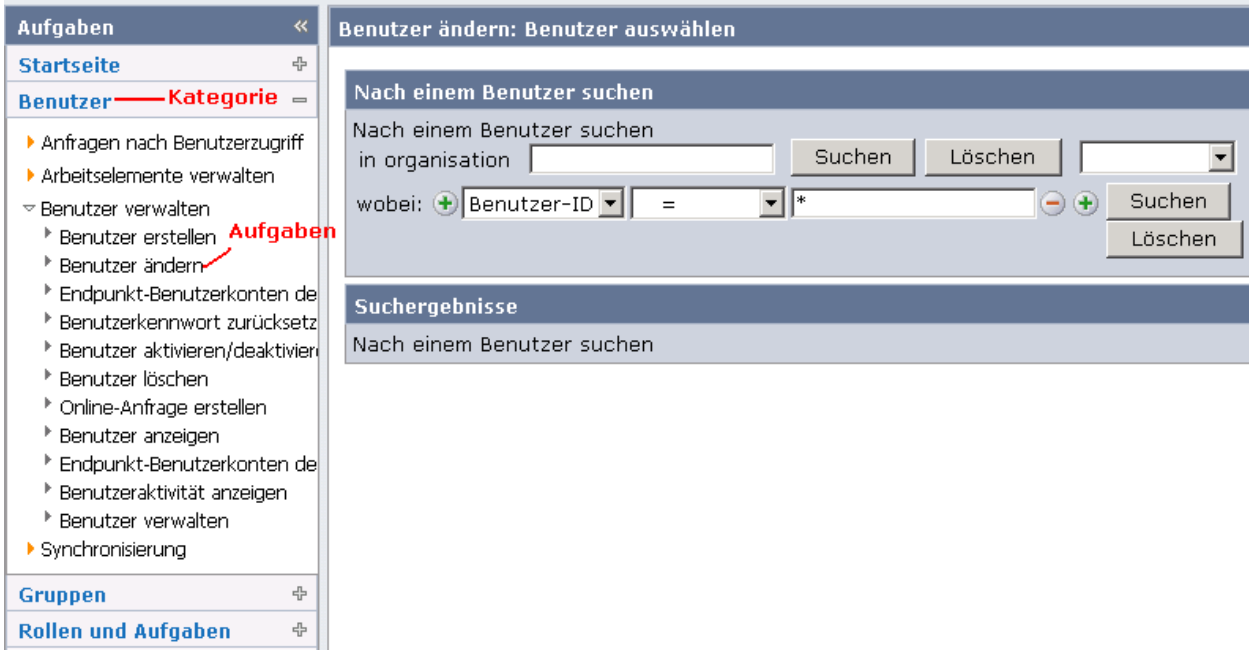 Aufgaben «
Startseite
Benutzer Kategorie
Anfragen nach Benutzerzugriff
Arbeitselemente verwalten
Benutzer verwalten
Benutzer erstellen
Aufgaben
Benutzer ändern
Endpunkt-Benutzerkonten de
Benutzerkennwort zurücksetz
Benutzer aktivieren/deaktivier
Benutzer löschen
Online-Anfrage erstellen
Benutzer anzeigen
Endpunkt-Benutzerkonten de
Benutzeraktivität anzeigen
Benutzer verwalten
Synchronisierung
Gruppen
Rollen und Aufgaben
Benutzer ändern: Benutzer auswählen
Nach einem Benutzer suchen
Nach einem Benutzer suchen
in organisation Suchen Löschen
wobei: Benutzer-ID = * Suchen
Löschen
Suchergebnisse
Nach einem Benutzer suchen